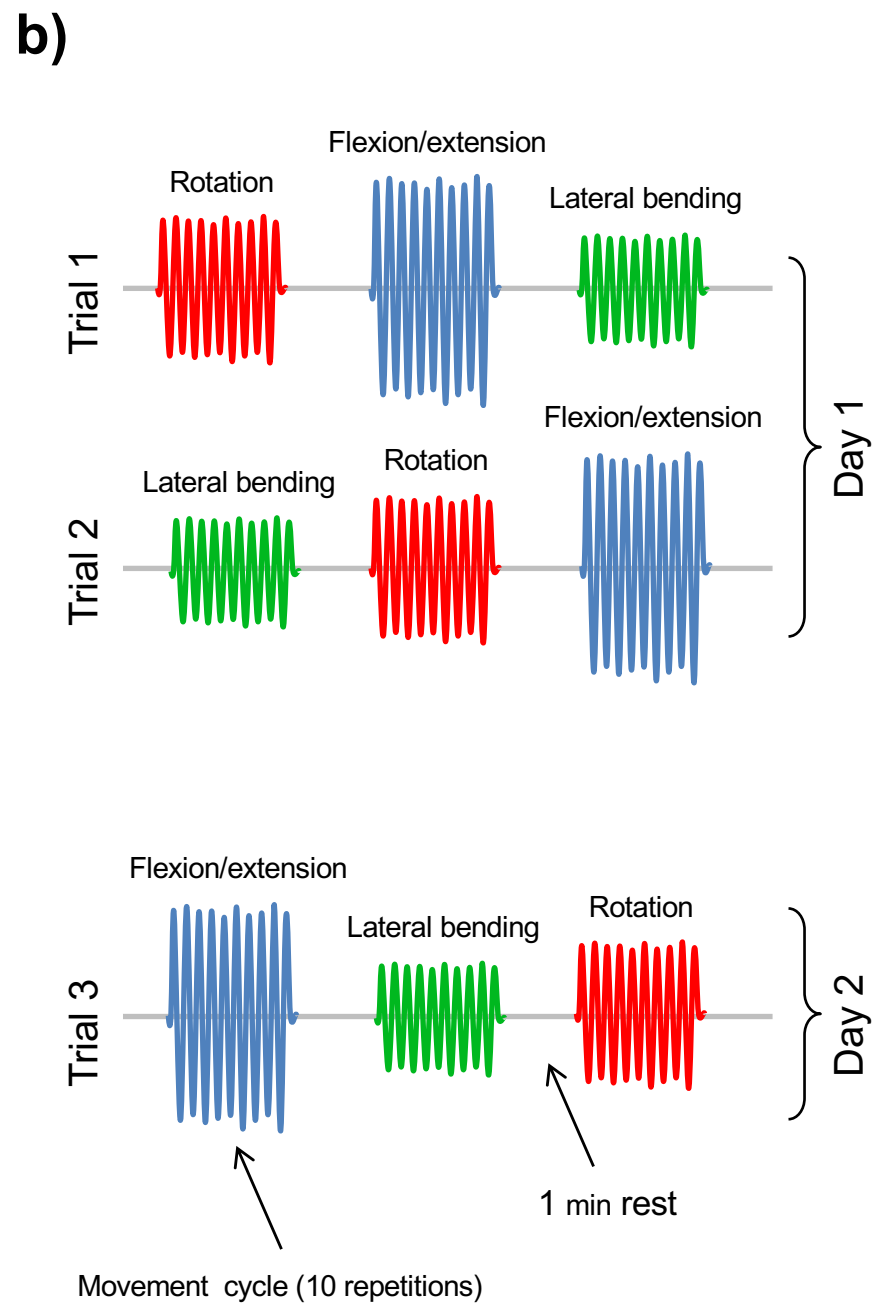 b)
Flexion/extension
Rotation
Lateral bending
Trial 1
Flexion/extension
Rotation
Lateral bending
Trial 2
Day 1
Flexion/extension
Rotation
Lateral bending
Trial 3
Day 2
1 min rest
Movement cycle (10 repetitions)